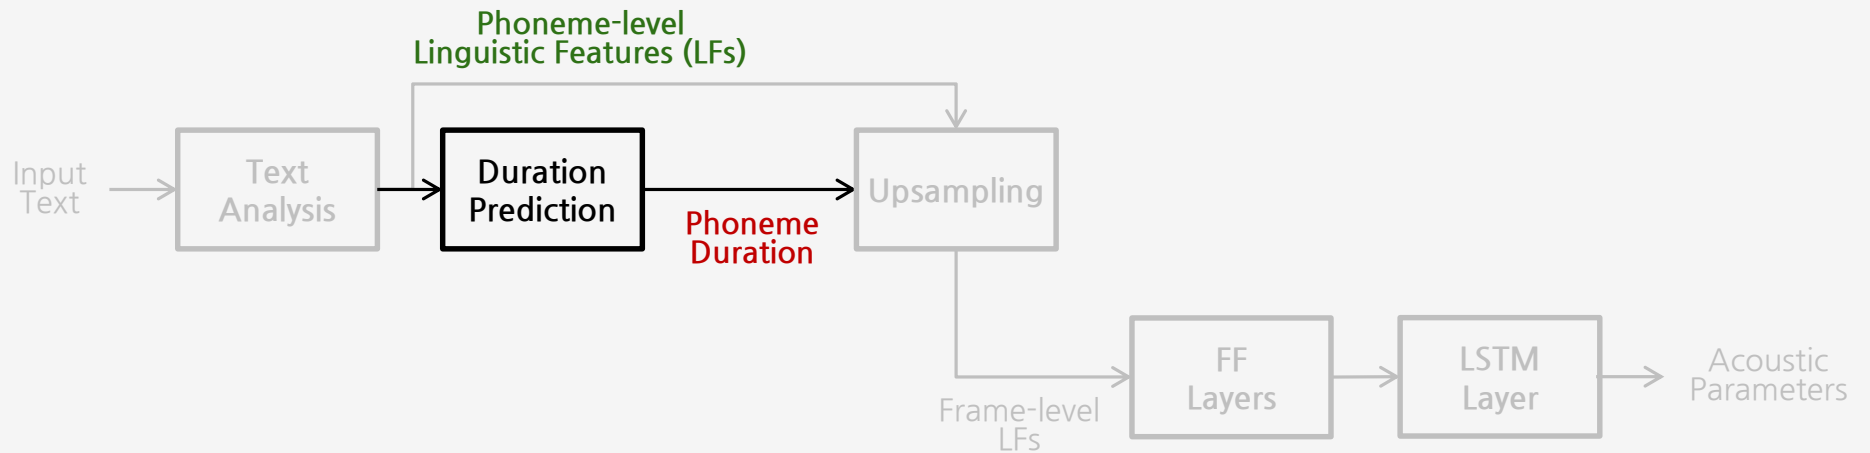 Phoneme-level
Linguistic Features (LFs)
Input
Text
Text
Analysis
Duration
Prediction
Phoneme
Duration
Upsampling
Frame-level
LFs
FF
Layers
LSTM
Layer
Acoustic
Parameters